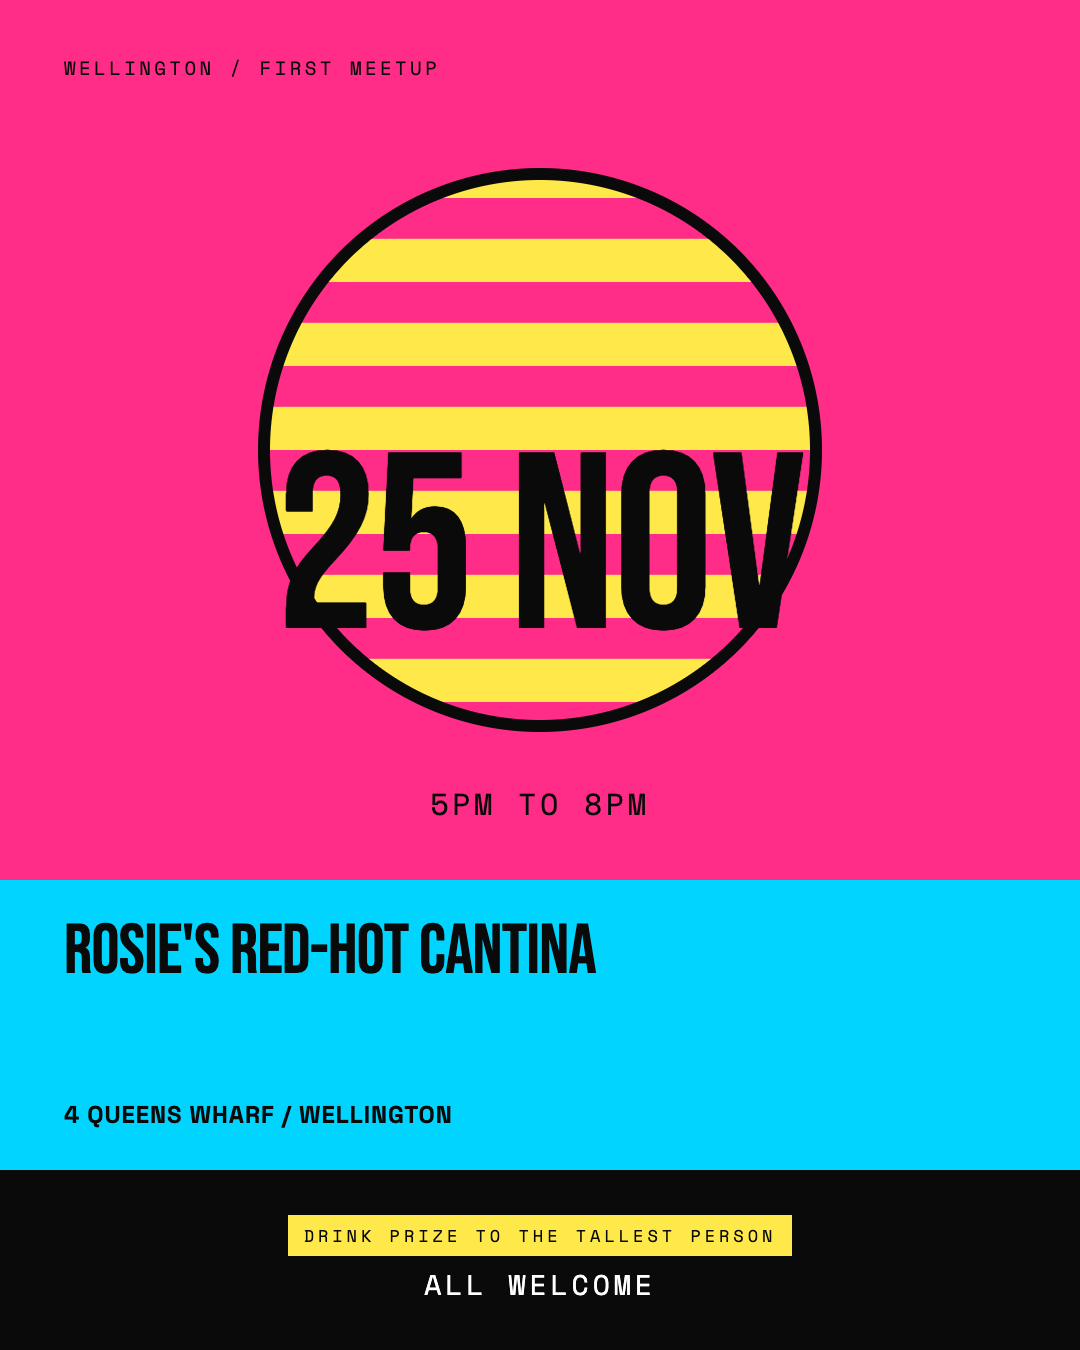 WELLINGTON / FIRST MEETUP
25 NOV
5PM TO 8PM
ROSIE'S RED-HOT CANTINA
4 QUEENS WHARF / WELLINGTON
DRINK PRIZE TO THE TALLEST PERSON
ALL WELCOME